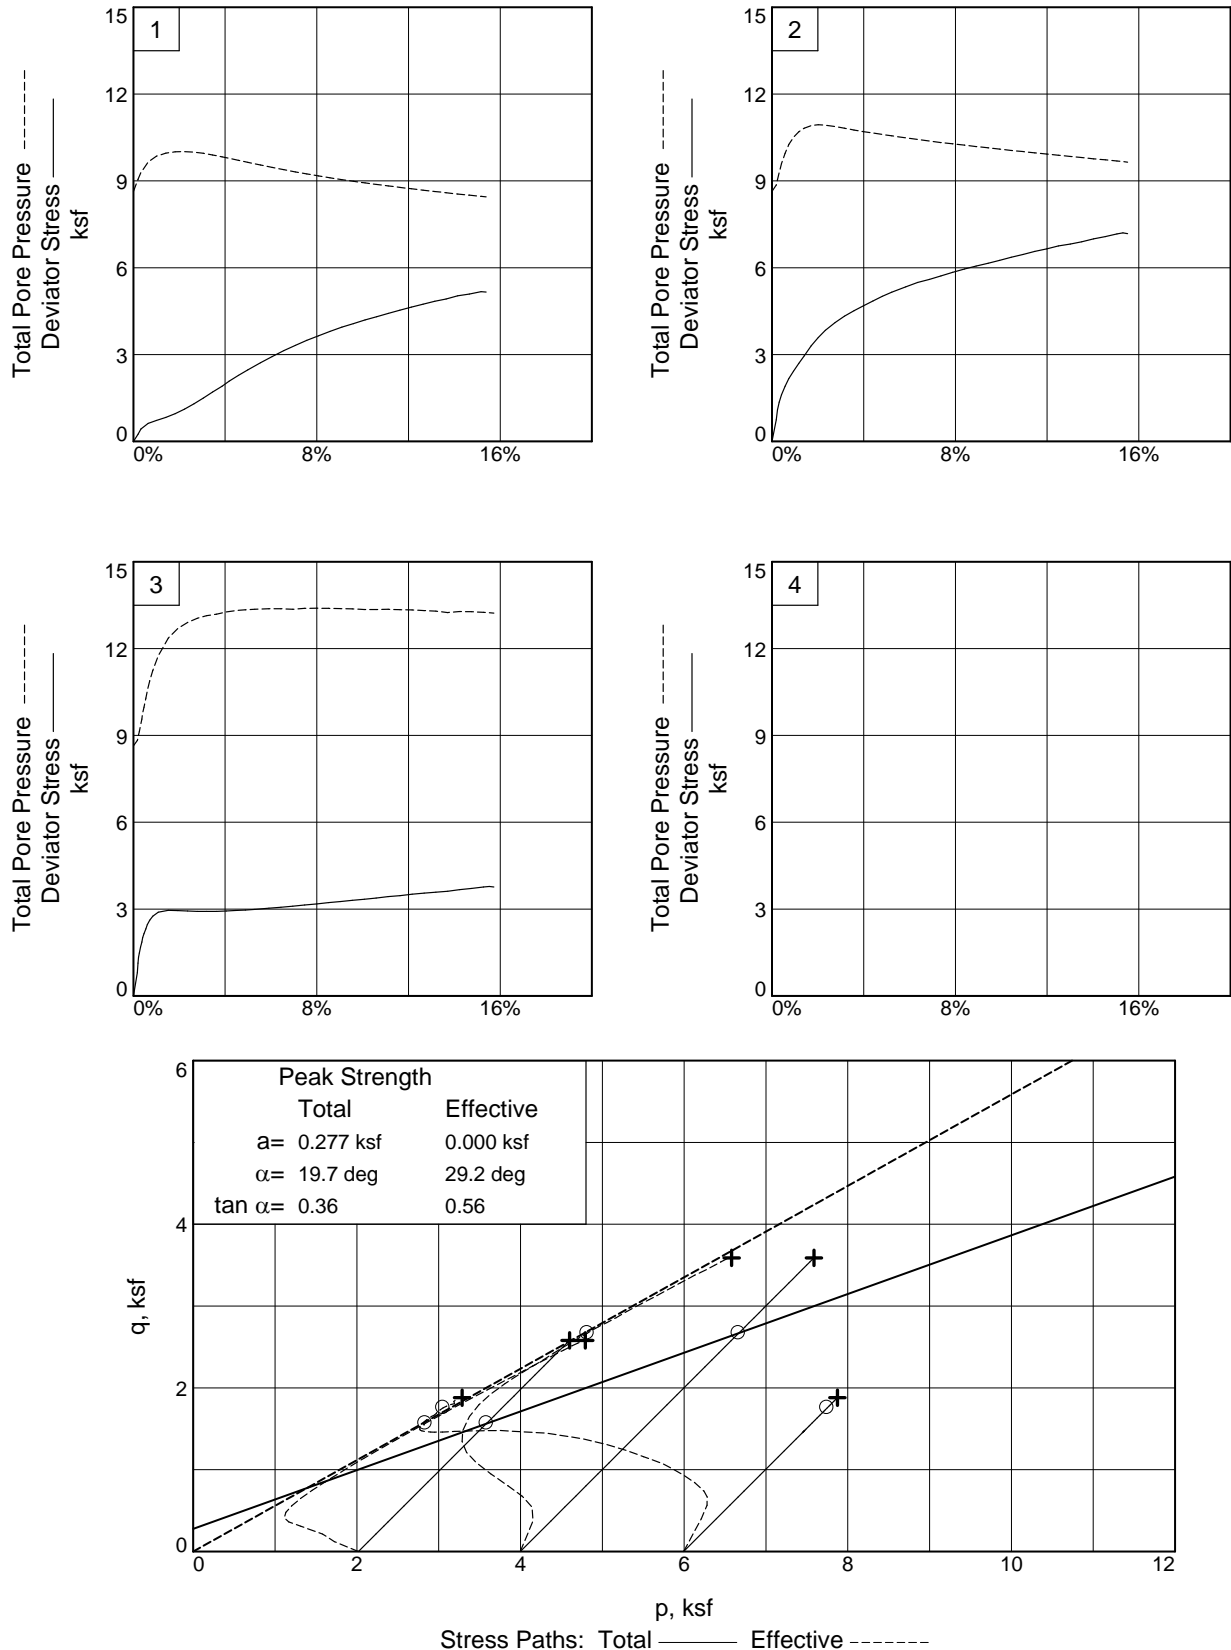 1
15
12
9
6
3
0
0%
8%
16%
Total Pore Pressure
Deviator Stress
ksf
2
15
12
9
6
3
0
0%
8%
16%
Total Pore Pressure
Deviator Stress
ksf
3
15
12
9
6
3
0
0%
8%
16%
Total Pore Pressure
Deviator Stress
ksf
4
15
12
9
6
3
0
0%
8%
16%
Total Pore Pressure
Deviator Stress
ksf
Peak Strength
Total Effective
a= 0.277 ksf 0.000 ksf
α= 19.7 deg 29.2 deg
tan α= 0.36 0.56
6
4
2
0
q, ksf
0 2 4 6 8 10 12
p, ksf
Stress Paths: Total Effective